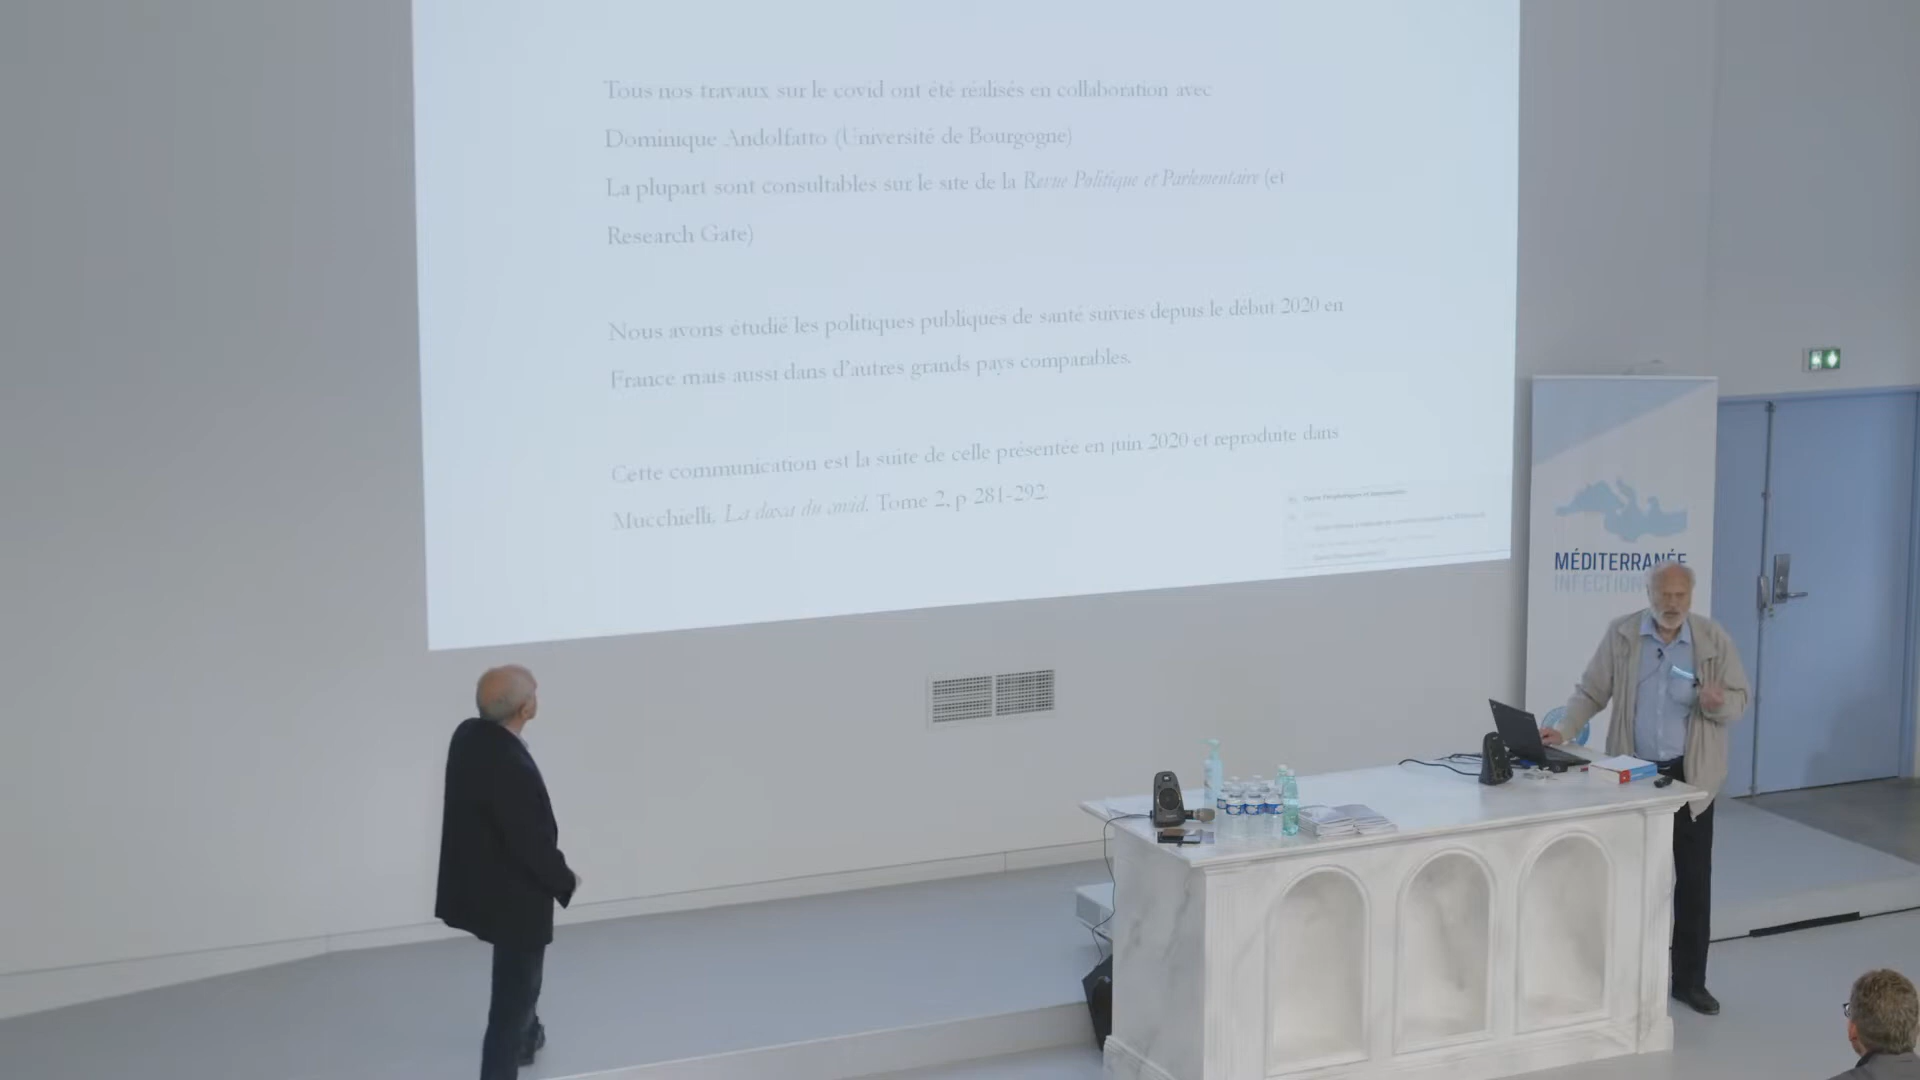 Tous nos travaux sur le covid ont été réalisés en collaboration avec
Dominique Andolfatto (Université de Bourgogne)
La plupart sont consultables sur le site de la Revue Politique et Parlementaire (et
Research Gate)
Nous avons étudié les politiques publiques de santé suivies depuis le début 2020 en
France mais aussi dans d'autres grands pays comparables.
Cette communication est la suite de celle présentée en juin 2020 et reproduite dans
Mucchielli, La doxa du covid, Tome 2, p 281-292
MÉDITERRANÉE
INFECTION